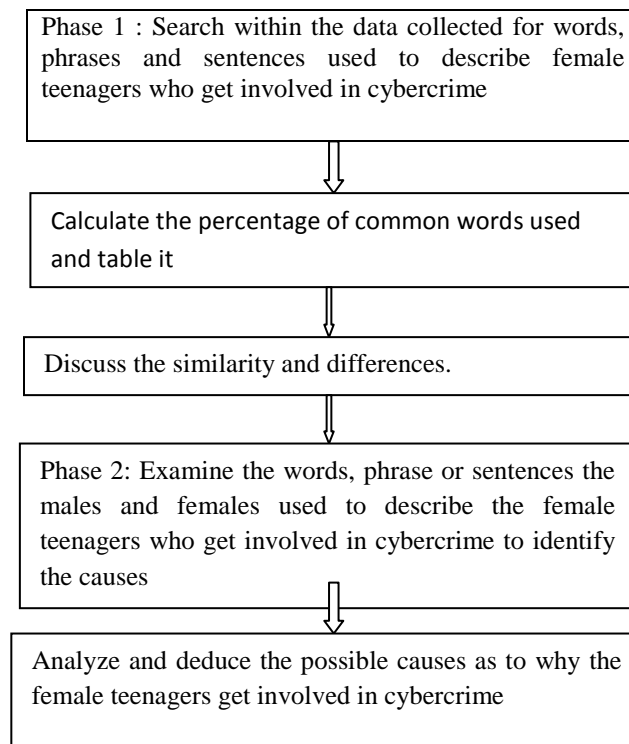 Phase 1 : Search within the data collected for words,
phrases and sentences used to describe female
teenagers who get involved in cybercrime
Calculate the percentage of common words used
and table it
Discuss the similarity and differences.
Phase 2: Examine the words, phrase or sentences the
males and females used to describe the female
teenagers who get involved in cybercrime to identify
the causes
Analyze and deduce the possible causes as to why the
female teenagers get involved in cybercrime